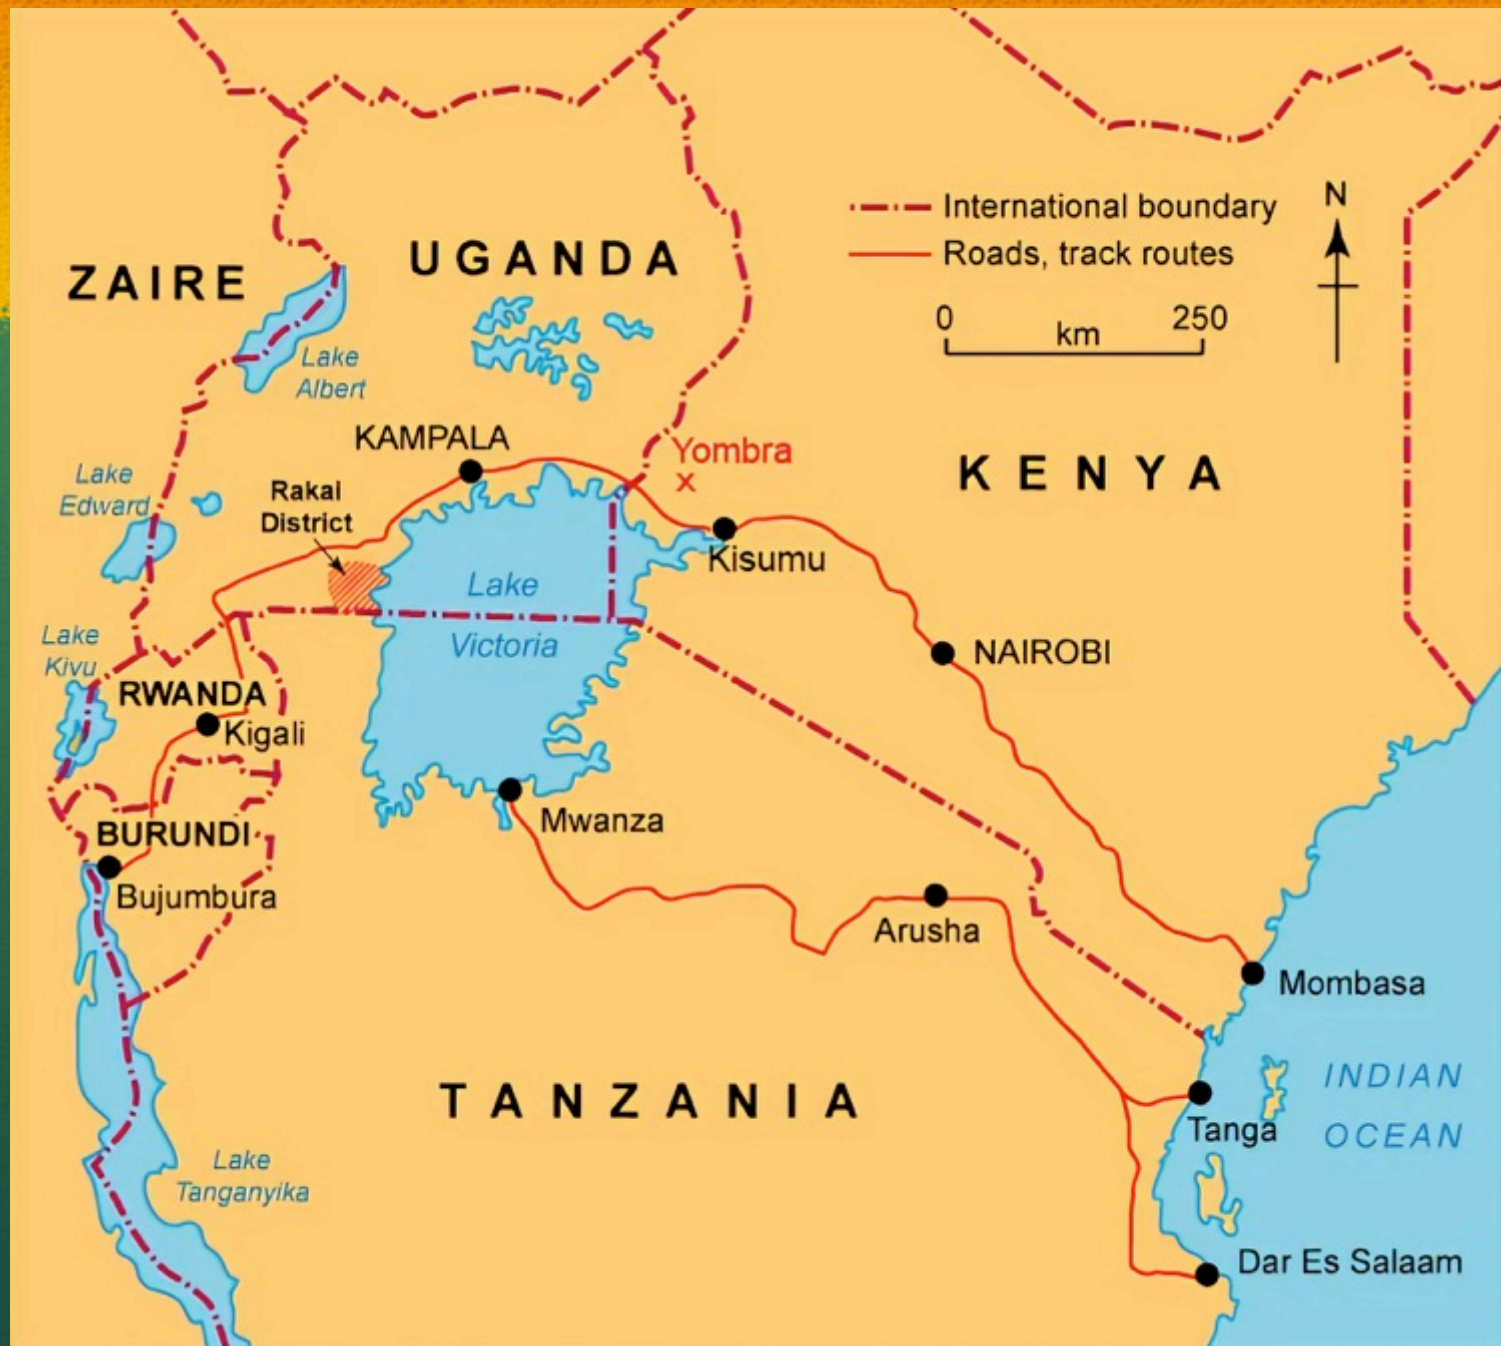 International boundary
Roads, track routes
N
0
250
km
UGANDA
ZAIRE
Lake
Albert
KAMPALA
Yombra
x
KENYA
Lake
Edward
Rakai
District
Kisumu
Lake
Victoria
Lake
Kivu
NAIROBI
RWANDA
Kigali
Mwanza
BURUNDI
Bujumbura
Arusha
Mombasa
TANZANIA
INDIAN
OCEAN
Tanga
Lake
Tanganyika
Dar Es Salaam